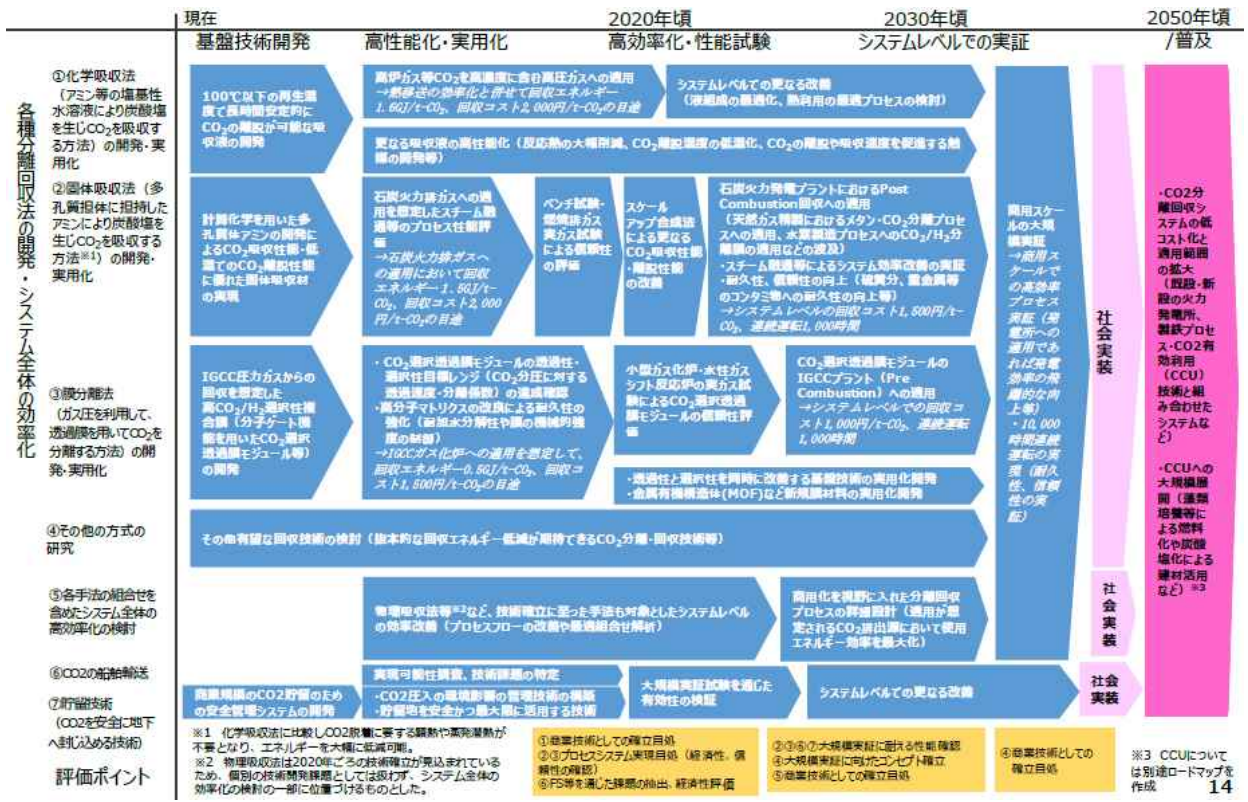 現在
2020年頃
2030年頃
2050年頃
基盤技術開発
高性能化・実用化
高効率化・性能試験
システムレベルでの実証
/普及
各種分離回収法の開発・システム全体の効率化
①化学吸収法
(アミン等の塩基性
水溶液により炭酸塩
を生じCO₂を吸収す
る方法)の開発・実
用化
100℃以下の再生温
度で長時間安定的に
CO₂の離脱が可能な吸
収液の開発
高炉ガス等CO₂を高濃度に含む高圧ガスへの適用
→熱移送の効率化と併せて回収エネルギー
1.6GJ/t-CO₂、回収コスト2,000円/t-CO₂の目途
システムレベルでの更なる改善
(液組成の最適化、熱利用の最適プロセスの検討)
更なる吸収液の高性能化(反応熱の大幅削減、CO₂離脱温度の低温化、CO₂の離脱や吸収速度を促進する触
媒の開発等)
②固体吸収法(多
孔質担体に担持した
アミンにより炭酸塩を
生じCO₂を吸収する
方法※1)の開発・
実用化
計算化学を用いた多
孔質体アミンの開発に
よるCO₂吸収性能・低
温でのCO₂離脱性能
に優れた固体吸収材
の実現
石炭火力排ガスへの適
用を想定したスチーム融
通等のプロセス性能評
価
→石炭火力排ガスへ
の適用において回収
エネルギー1.5GJ/t-
CO₂、回収コスト2,000
円/t-CO₂の目途
ベンチ試験・
燃焼排ガス
実ガス試験
による信頼性
の評価
スケール
アップ合成法
による更なる
CO₂吸収性能
・離脱性能
の改善
石炭火力発電プラントにおけるPost
Combustion回収への適用
(天然ガス精製におけるメタン・CO₂分離プロセ
スへの適用、水素製造プロセスへのCO₂/H₂分
離膜の適用などの波及)
・スチーム融通等によるシステム効率改善の実証
・耐久性、信頼性の向上(硫黄分、重金属等
のコンタミ物への耐久性の向上等)
→システムレベルの回収コスト1,500円/t-
CO₂、連続運転1,000時間
③膜分離法
(ガス圧を利用して、
透過膜を用いてCO₂を
分離する方法)の開
発・実用化
IGCC圧力ガスからの
回収を想定した
高CO₂/H₂選択性複
合膜(分子ゲート機
能を用いたCO₂選択
透過膜モジュール等)
の開発
・CO₂選択透過膜モジュールの透過性・
選択性目標レンジ(CO₂分圧に対する
透過速度・分離係数)の達成確認
・高分子マトリクスの改良による耐久性の
強化(耐加水分解性や膜の機械的強
度の制御)
→IGCCガス化炉への適用を想定して、
回収エネルギー0.5GJ/t-CO₂、回収コ
スト1,500円/t-CO₂の目途
小型ガス化炉・水性ガス
シフト反応炉の実ガス試
験によるCO₂選択透過
膜モジュールの信頼性評
価
CO₂選択透過膜モジュールの
IGCCプラント(Pre
Combustion)への適用
→システムレベルでの回収コ
スト1,000円/t-CO₂、連続運転
1,000時間
・透過性と選択性を同時に改善する基盤技術の実用化開発
・金属有機構造体(MOF)など新規膜材料の実用化開発
④その他の方式の
研究
その他有望な回収技術の検討(抜本的な回収エネルギー低減が期待できるCO₂分離・回収技術等)
⑤各手法の組合せを
含めたシステム全体の
高効率化の検討
物理吸収法等※2など、技術確立に至った手法も対象としたシステムレベル
の効率改善(プロセスフローの改善や最適組合せ解析)
商用化を視野に入れた分離回収
プロセスの詳細設計(適用が想
定されるCO₂排出源において使用
エネルギー効率を最大化)
商用スケー
ルの大規
模実証
→商用ス
ケールで
の高効率
プロセス
実証(発
電所への
適用であ
れば発電
効率の飛
躍的な向
上等)
・10,000
時間連続
運転の実
現(耐久
性、信頼
性の実
証)
社会実装
社会実装
社会
実装
・CO2分
離回収シ
ステムの低
コスト化と
適用範囲
の拡大
(既設・新
設の火力
発電所、
製鉄プロセ
ス・CO2有
効利用
(CCU)
技術と組
み合わせた
システムな
ど)
・CCUへの
大規模展
開(藻類
培養等に
よる燃料
化や炭酸
塩化による
建材活用
など)※3
⑥CO2の船舶輸送
実現可能性調査、技術課題の特定
⑦貯留技術
(CO2を安全に地下
へ封じ込める技術)
商業規模のCO2貯留のため
の安全管理システムの開発
・CO2圧入の環境影響の管理技術の構築
・貯留地を安全かつ最大限に活用する技術
大規模実証試験を通じた
有効性の検証
システムレベルでの更なる改善
※1 化学吸収法に比較しCO2脱着に要する顕熱や蒸発潜熱が
不要となり、エネルギーを大幅に低減可能。
※2 物理吸収法は2020年ごろの技術確立が見込まれている
ため、個別の技術開発課題としては扱わず、システム全体の
効率化の検討の一部に位置づけるものとした。
評価ポイント
①商業技術としての確立目処
②③プロセスシステム実現目処(経済性、信
頼性の確認)
⑥FS等を通じた課題の抽出、経済性評価
②③⑥⑦大規模実証に耐える性能確認
④大規模実証に向けたコンセプト確立
⑤商業技術としての確立目処
④商業技術としての
確立目処
※3 CCUについて
は別途ロードマップを
作成
14